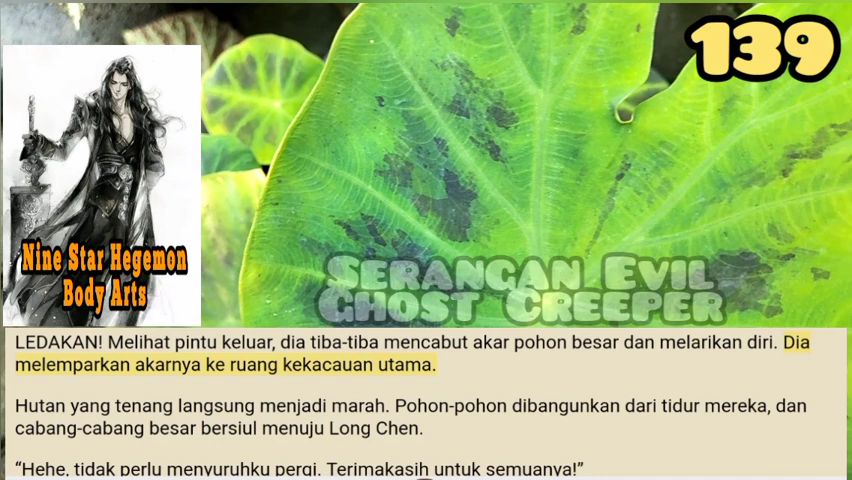 139
Nine Star Hegemon
Body Arts
SERANGAN EVIL
GHOST CREEPER
LEDAKAN! Melihat pintu keluar, dia tiba-tiba mencabut akar pohon besar dan melarikan diri. Dia
melemparkan akarnya ke ruang kekacauan utama.
Hutan yang tenang langsung menjadi marah. Pohon-pohon dibangunkan dari tidur mereka, dan
cabang-cabang besar bersiul menuju Long Chen.
“Hehe, tidak perlu menyuruhku pergi. Terimakasih untuk semuanya!”